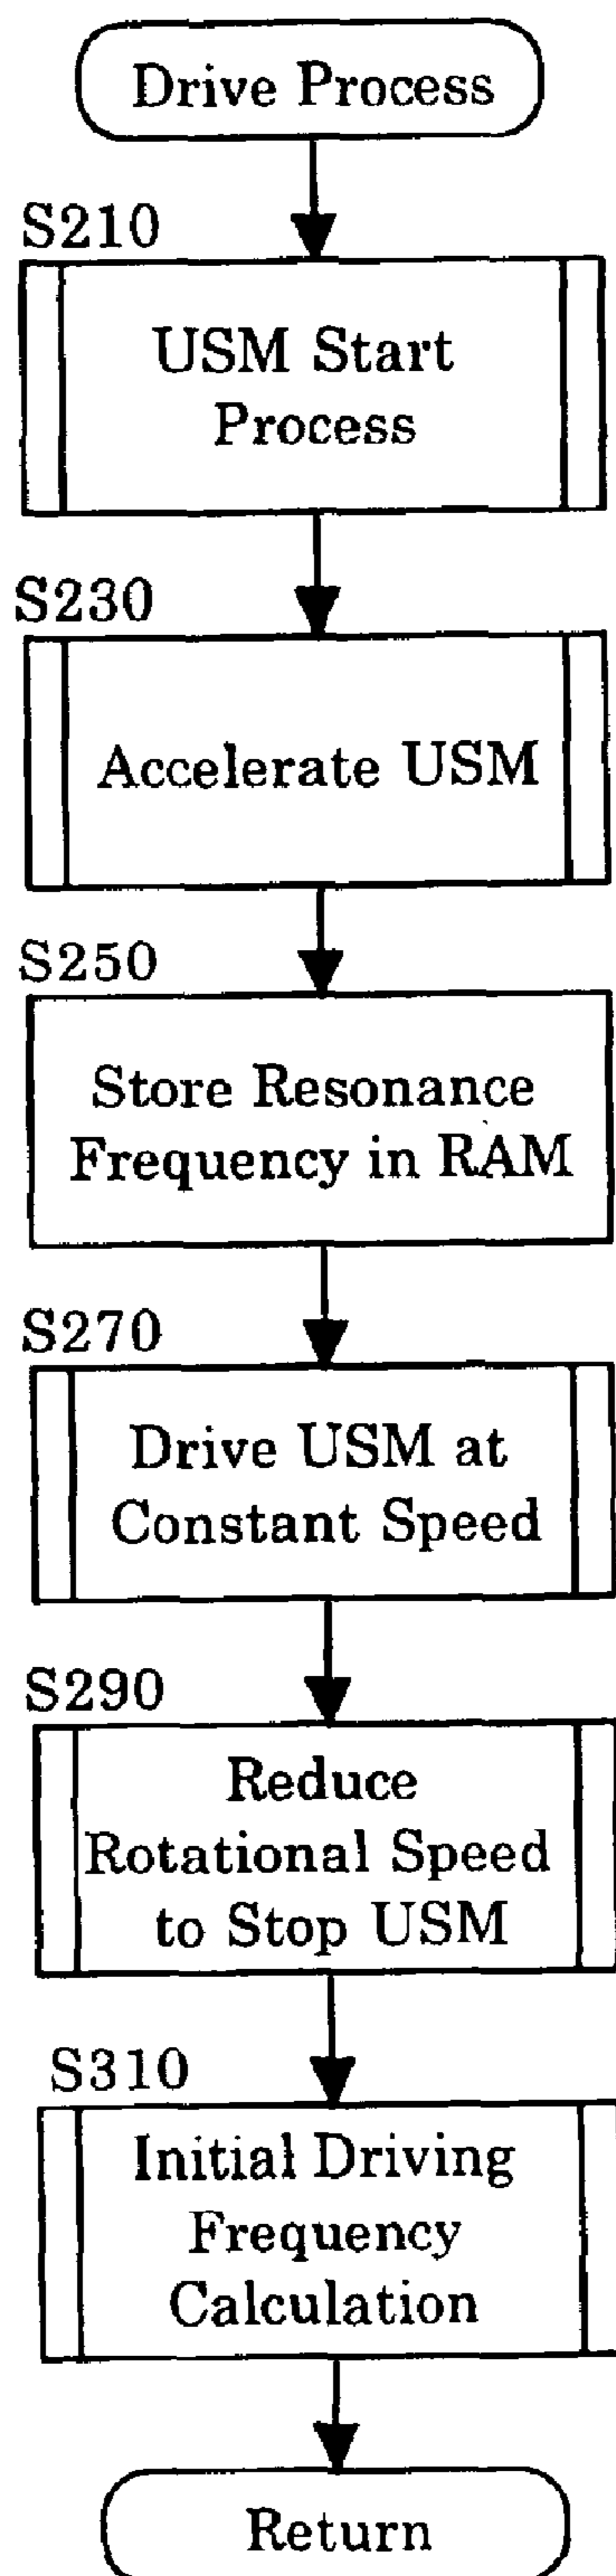 Drive Process
S210
USM Start
Process
S230
Accelerate USM
S250
Store Resonance
Frequency in RAM
S270
Drive USM at
Constant Speed
S290
Reduce
Rotational Speed
to Stop USM
S310
Initial Driving
Frequency
Calculation
Return